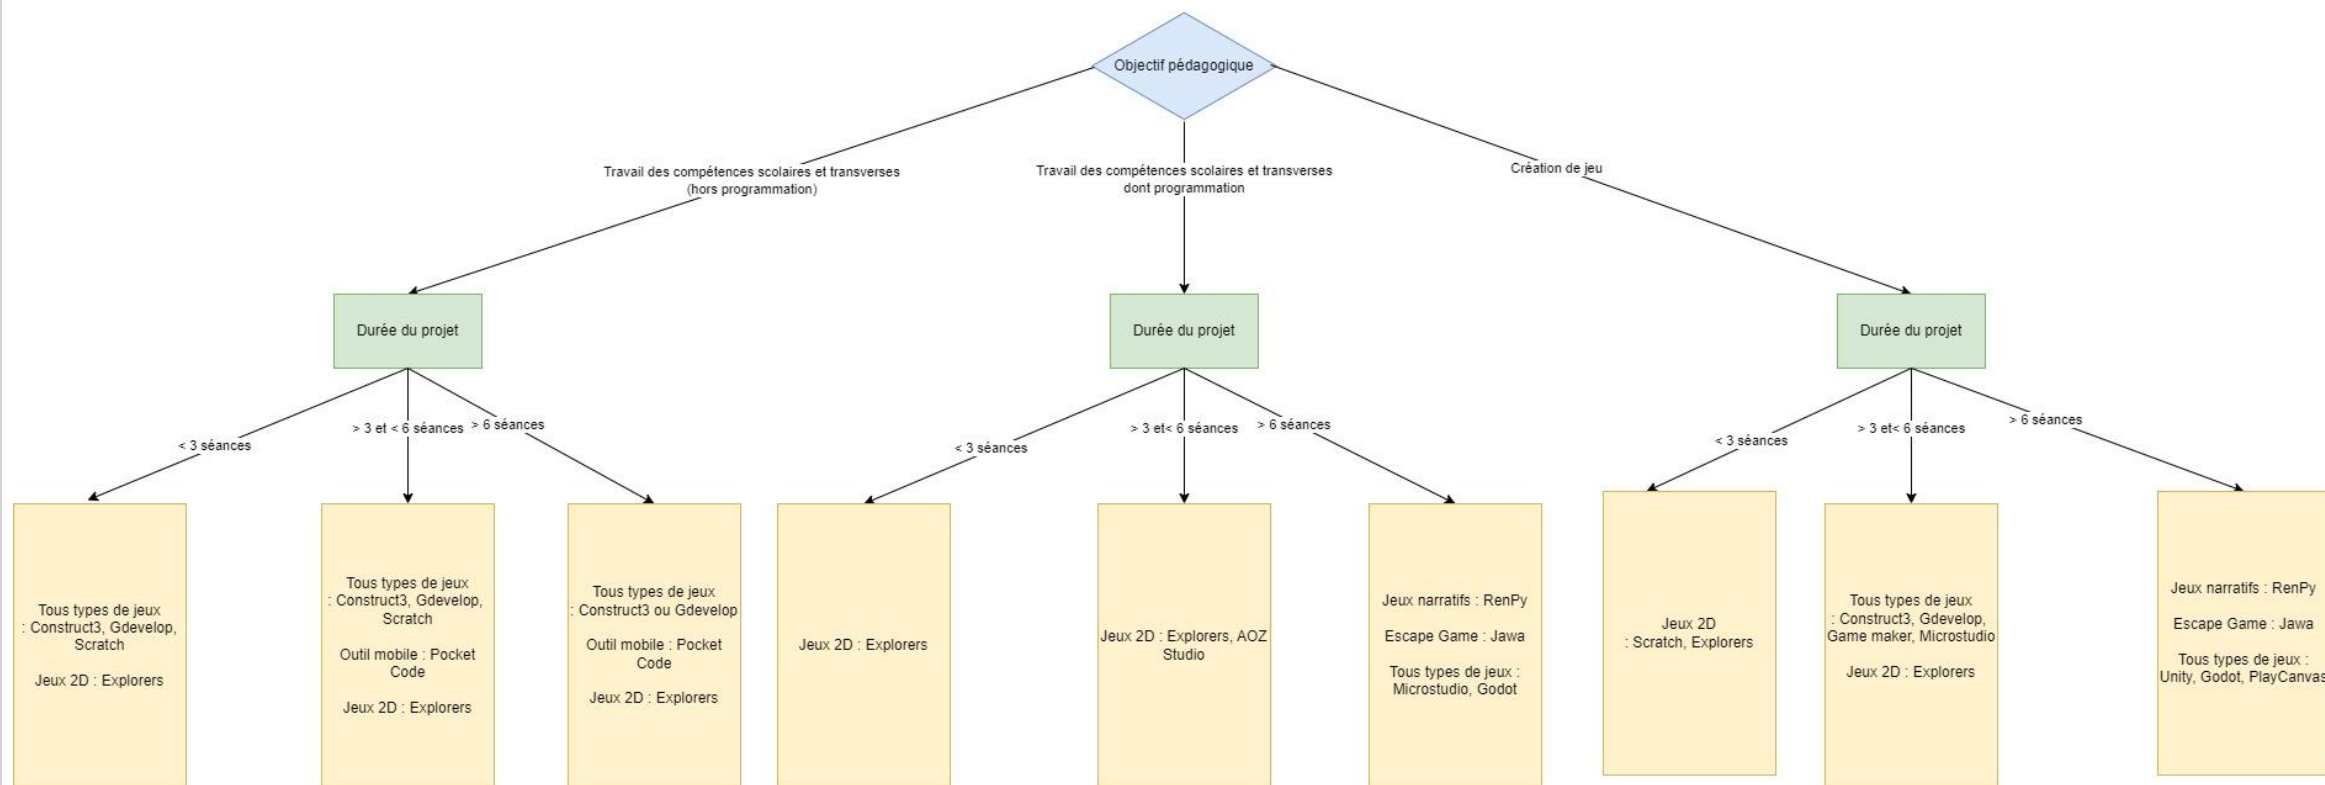 Objectif pédagogique
Travail des compétences scolaires et transverses
(hors programmation)
Travail des compétences scolaires et transverses
dont programmation
Création de jeu
Durée du projet
Durée du projet
Durée du projet
< 3 séances
> 3 et < 6 séances
> 6 séances
< 3 séances
> 3 et< 6 séances
> 6 séances
< 3 séances
> 3 et< 6 séances
> 6 séances
Tous types de jeux
: Construct3, Gdevelop,
Scratch
Jeux 2D : Explorers
Tous types de jeux
: Construct3, Gdevelop,
Scratch
Outil mobile : Pocket
Code
Jeux 2D : Explorers
Tous types de jeux
: Construct3 ou Gdevelop
Outil mobile : Pocket
Code
Jeux 2D : Explorers
Jeux 2D : Explorers
Jeux 2D : Explorers, AOZ
Studio
Jeux narratifs : RenPy
Escape Game : Jawa
Tous types de jeux :
Microstudio, Godot
Jeux 2D
: Scratch, Explorers
Tous types de jeux
: Construct3, Gdevelop,
Game maker, Microstudio
Jeux 2D : Explorers
Jeux narratifs : RenPy
Escape Game : Jawa
Tous types de jeux :
Unity, Godot, PlayCanvas